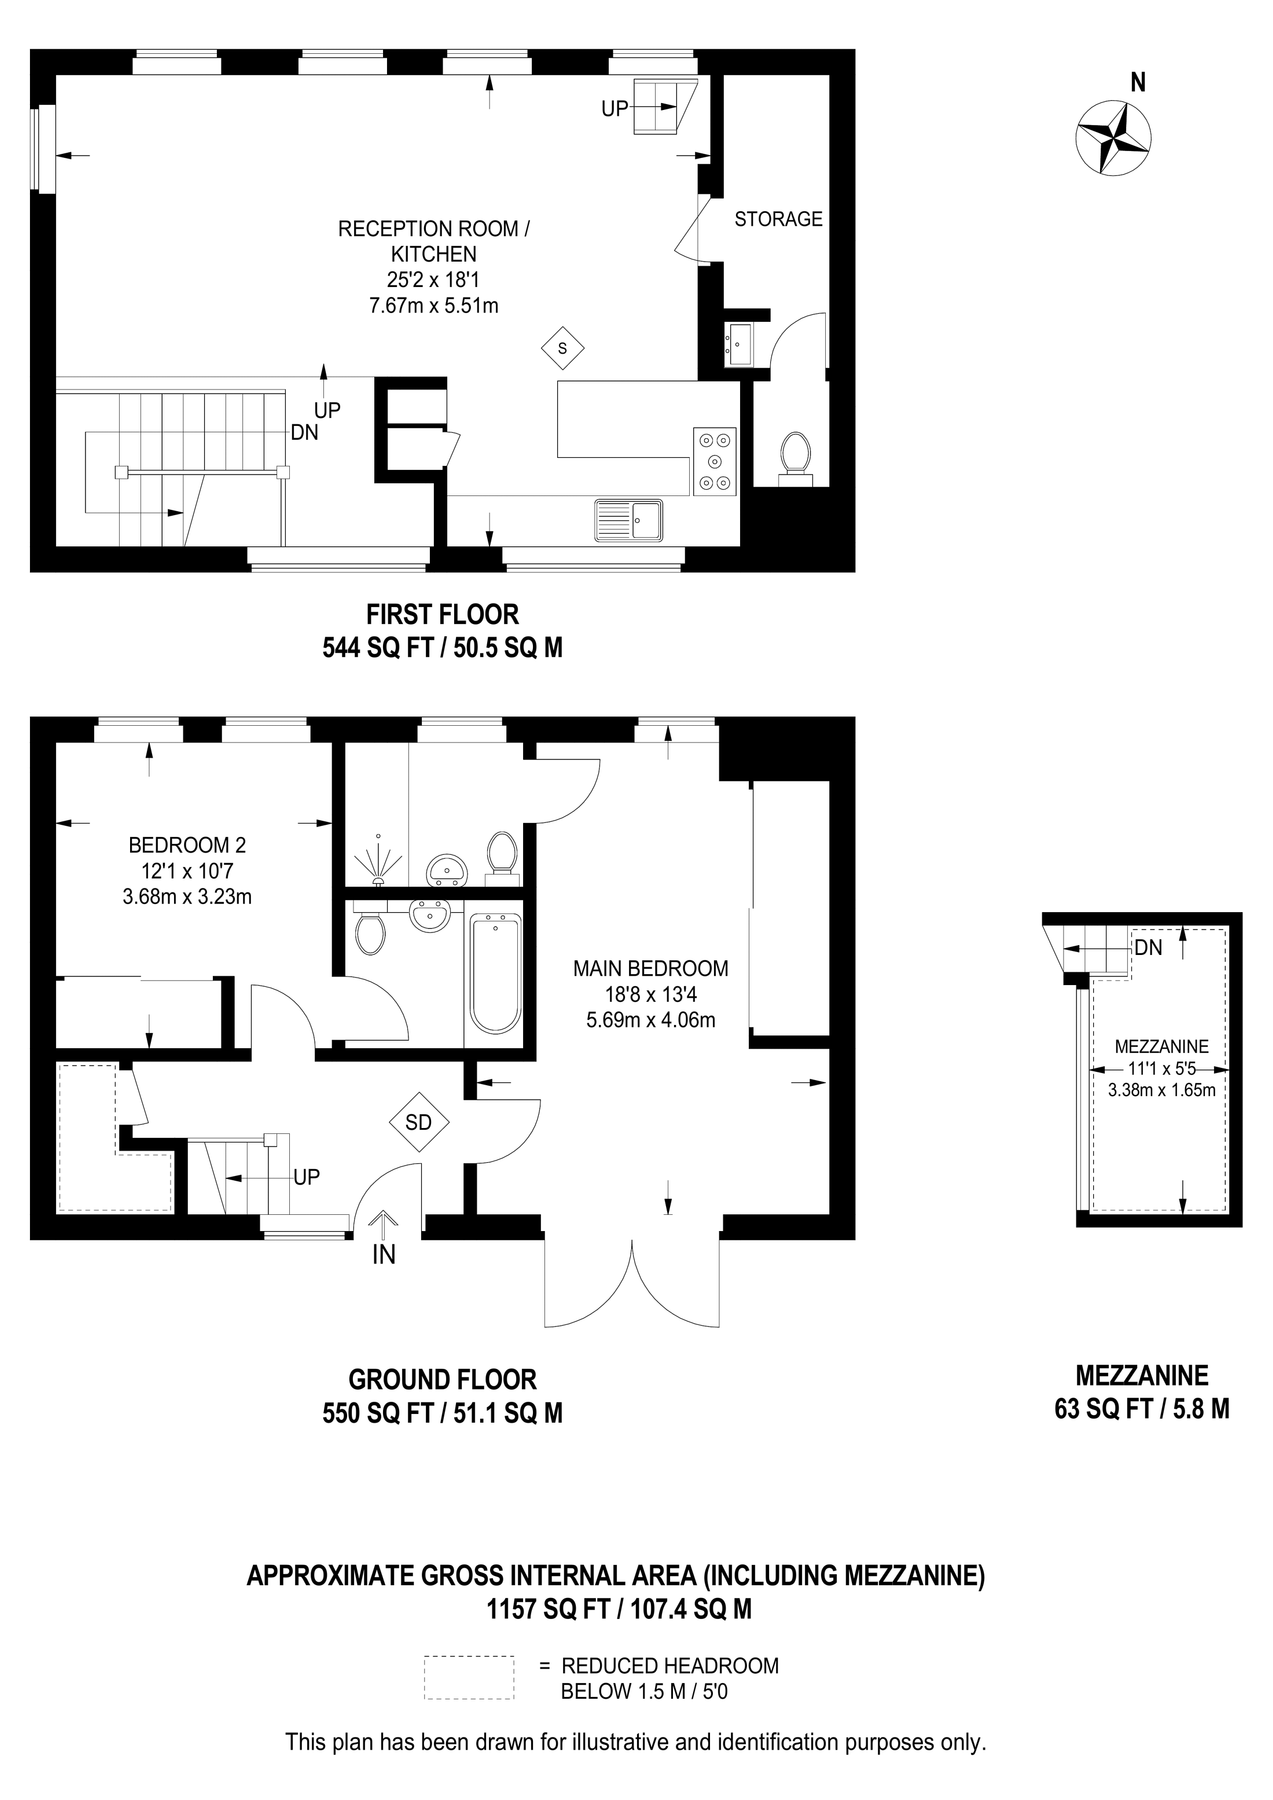 N
UP
STORAGE
RECEPTION ROOM /
KITCHEN
25'2 x 18'1
7.67m x 5.51m
S
UP
DN
FIRST FLOOR
544 SQ FT / 50.5 SQ M
BEDROOM 2
12'1 x 10'7
3.68m x 3.23m
MAIN BEDROOM
18'8 x 13'4
5.69m x 4.06m
SD
UP
IN
DN
MEZZANINE
11'1 x 5'5
3.38m x 1.65m
GROUND FLOOR
550 SQ FT / 51.1 SQ M
MEZZANINE
63 SQ FT / 5.8 M
APPROXIMATE GROSS INTERNAL AREA (INCLUDING MEZZANINE)
1157 SQ FT / 107.4 SQ M
= REDUCED HEADROOM
BELOW 1.5 M / 5'0
This plan has been drawn for illustrative and identification purposes only.